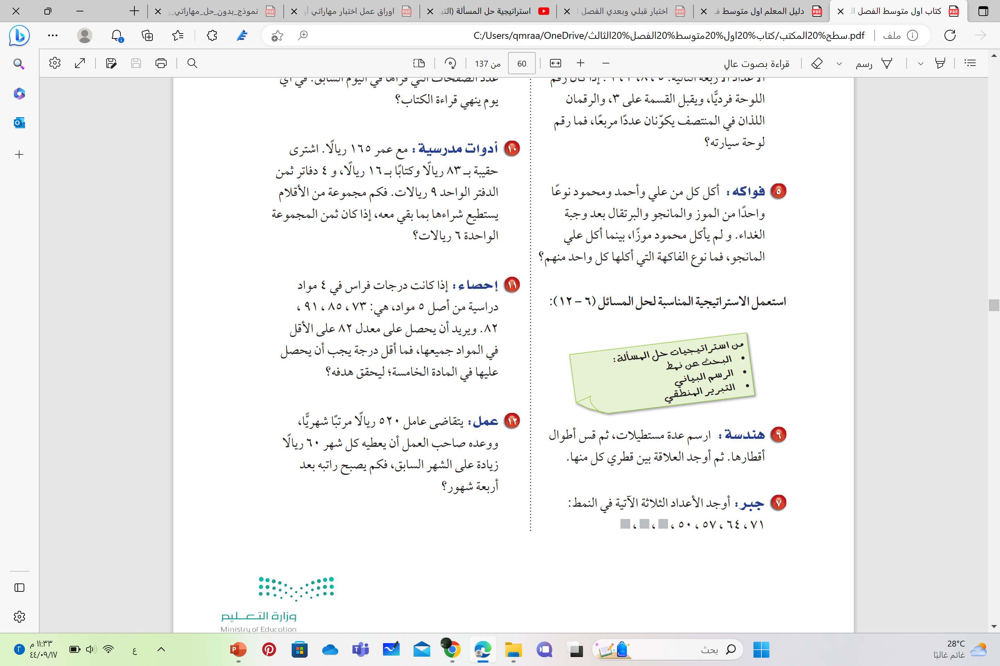 كتاب اول متوسط الفصل الـ
دليل المعلم اول متوسط ف
اختبار قبلي وبعدي الفصل ا
استراتيجية حل المسألة (التبر
اوراق عمل اختبار مهاراتي أو
نموذج_بدون_حل_مهاراتي_ر
ملف
C:/Users/qmraa/OneDrive/سطح%20المكتب/كتاب%20اول%20متوسط%20الفصل%20الثالث.pdf
رسم
قراءة بصوت عالٍ
60
من 137
اللوحة فرديًّا، ويقبل القسمة على ٣، والرقمان
اللذان في المنتصف يكوّنان عددًا مربعًا، فما رقم
لوحة سيارته؟
٥ فواكه: أكل كل من علي وأحمد ومحمود نوعًا
واحدًا من الموز والمانجو والبرتقال بعد وجبة
الغداء. و لم يأكل محمود موزًا، بينما أكل علي
المانجو، فما نوع الفاكهة التي أكلها كل واحد منهم؟
استعمل الاستراتيجية المناسبة لحل المسائل (٦ – ١٢):
من استراتيجيات حل المسألة:
• البحث عن نمط
• الرسم البياني
• التبرير المنطقي
٦ هندسة: ارسم عدة مستطيلات، ثم قس أطوال
أقطارها. ثم أوجد العلاقة بين قطري كل منها.
٧ جبر: أوجد الأعداد الثلاثة الآتية في النمط:
٧١ ، ٦٤ ، ٥٧ ، ٥٠ ، ■ ، ■ ، ■
عدد الصفحات التي قرأها في اليوم السابق. في أي
يوم ينهي قراءة الكتاب؟
١٠ أدوات مدرسية: مع عمر ١٦٥ ريالًا. اشترى
حقيبة بـ ٨٣ ريالًا وكتابًا بـ ١٦ ريالًا، و ٤ دفاتر ثمن
الدفتر الواحد ٩ ريالات. فكم مجموعة من الأقلام
يستطيع شراءها بما بقي معه، إذا كان ثمن المجموعة
الواحدة ٦ ريالات؟
١١ إحصاء: إذا كانت درجات فراس في ٤ مواد
دراسية من أصل ٥ مواد، هي: ٧٣ ، ٨٥ ، ٩١ ،
٨٢. ويريد أن يحصل على معدل ٨٢ على الأقل
في المواد جميعها، فما أقل درجة يجب أن يحصل
عليها في المادة الخامسة؛ ليحقق هدفه؟
١٢ عمل: يتقاضى عامل ٥٢٠ ريالًا مرتبًا شهريًّا،
ووعده صاحب العمل أن يعطيه كل شهر ٦٠ ريالًا
زيادة على الشهر السابق، فكم يصبح راتبه بعد
أربعة شهور؟
وزارة التعليم
Ministry of Education
28°C
غائم غالبًا
بحث
ع
١١:٣٣ م
٤٤/٠٩/١٧
٢